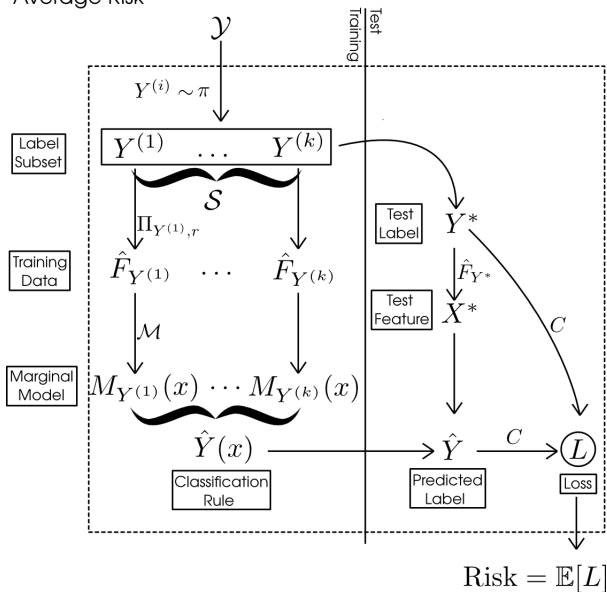 Average Risk
𝒴
Test
Training
Y^{(i)} ∼ π
Label
Subset
Y^{(1)} … Y^{(k)}
𝒮
Π_{Y^{(1)},r}
Test
Label
Y^*
Training
Data
F̂_{Y^{(1)}} … F̂_{Y^{(k)}}
F̂_{Y^*}
Test
Feature
X^*
C
ℳ
Marginal
Model
M_{Y^{(1)}}(x) ⋯ M_{Y^{(k)}}(x)
Ŷ(x)
Ŷ
C
L
Classification
Rule
Predicted
Label
Loss
Risk = 𝔼[L]